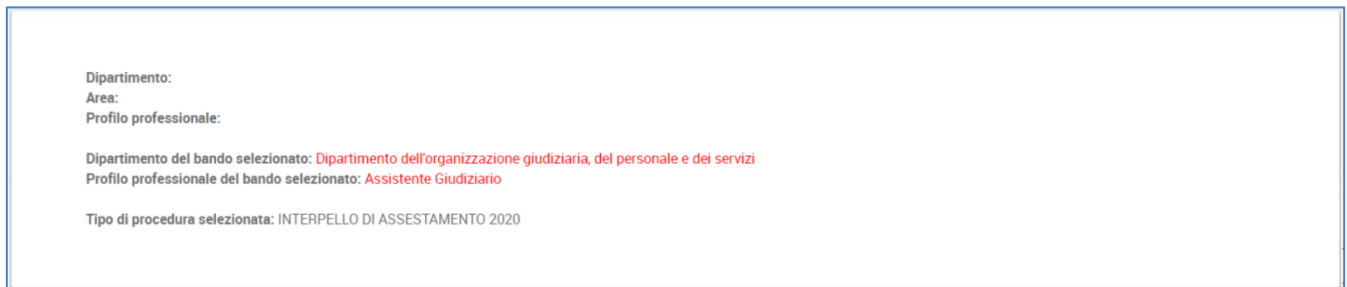 Dipartimento:
Area:
Profilo professionale:
Dipartimento del bando selezionato: Dipartimento dell'organizzazione giudiziaria, del personale e dei servizi
Profilo professionale del bando selezionato: Assistente Giudiziario
Tipo di procedura selezionata: INTERPELLO DI ASSESTAMENTO 2020